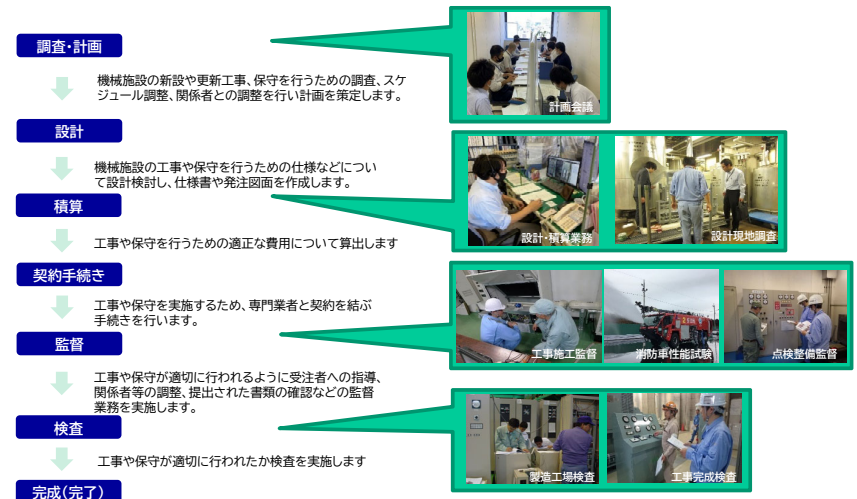 調査・計画
機械施設の新設や更新工事、保守を行うための調査、スケ
ジュール調整、関係者との調整を行い計画を策定します。
計画会議
設計
機械施設の工事や保守を行うための仕様などについ
て設計検討し、仕様書や発注図面を作成します。
設計・積算業務
設計現地調査
積算
工事や保守を行うための適正な費用について算出します
契約手続き
工事や保守を実施するため、専門業者と契約を結ぶ
手続きを行います。
工事施工監督
消防車性能試験
点検整備監督
監督
工事や保守が適切に行われるように受注者への指導、
関係者等の調整、提出された書類の確認などの監督
業務を実施します。
検査
工事や保守が適切に行われたか検査を実施します
製造工場検査
工事完成検査
完成(完了)